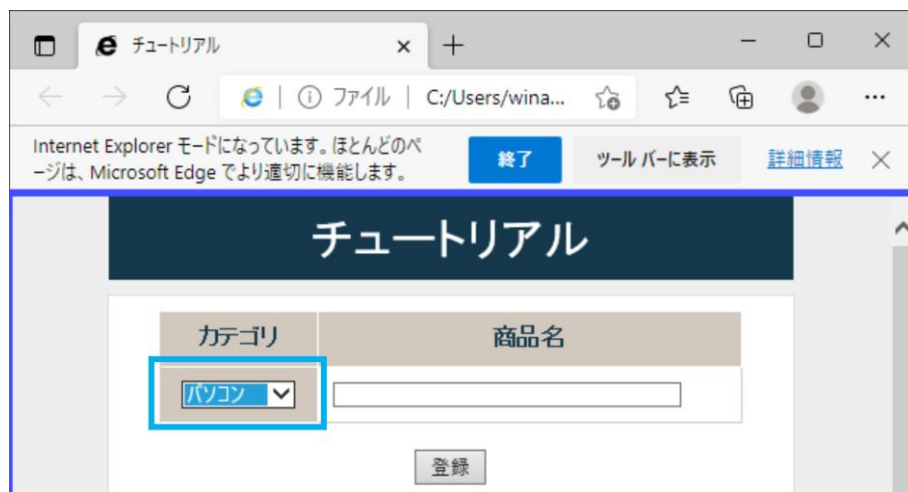 チュートリアル
ファイル
C:/Users/wina...
Internet Explorer モードになっています。ほとんどのペ
ージは、Microsoft Edge でより適切に機能します。
終了
ツール バーに表示
詳細情報
チュートリアル
カテゴリ
商品名
パソコン
登録